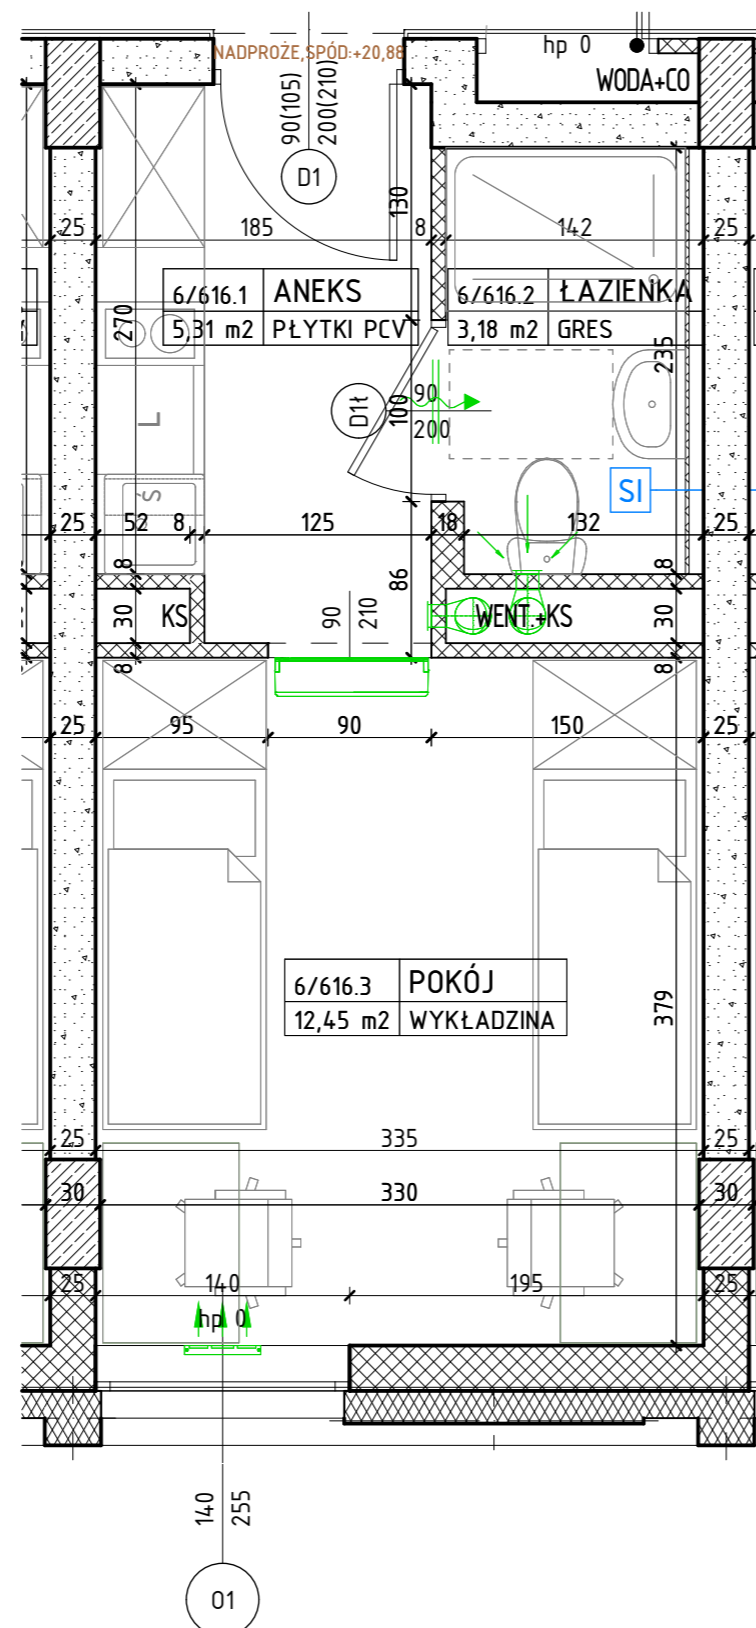 NADPROŻE,SPÓD:+20,88
hp 0
WODA+CO
90(105)
200(210)
D1
130
25
185
8
142
25
6/616.1
ANEKS
5,31 m2
PŁYTKI PCV
6/616.2
ŁAZIENKA
3,18 m2
GRES
270
235
D1ł
100
90
200
L
Ś
SI
25
52
8
125
18
132
25
8
30
8
KS
90
210
86
WENT.+KS
8
30
8
25
95
90
150
25
6/616.3
POKÓJ
12,45 m2
WYKŁADZINA
379
25
335
25
30
330
30
25
140
195
25
hp 0
140
255
O1